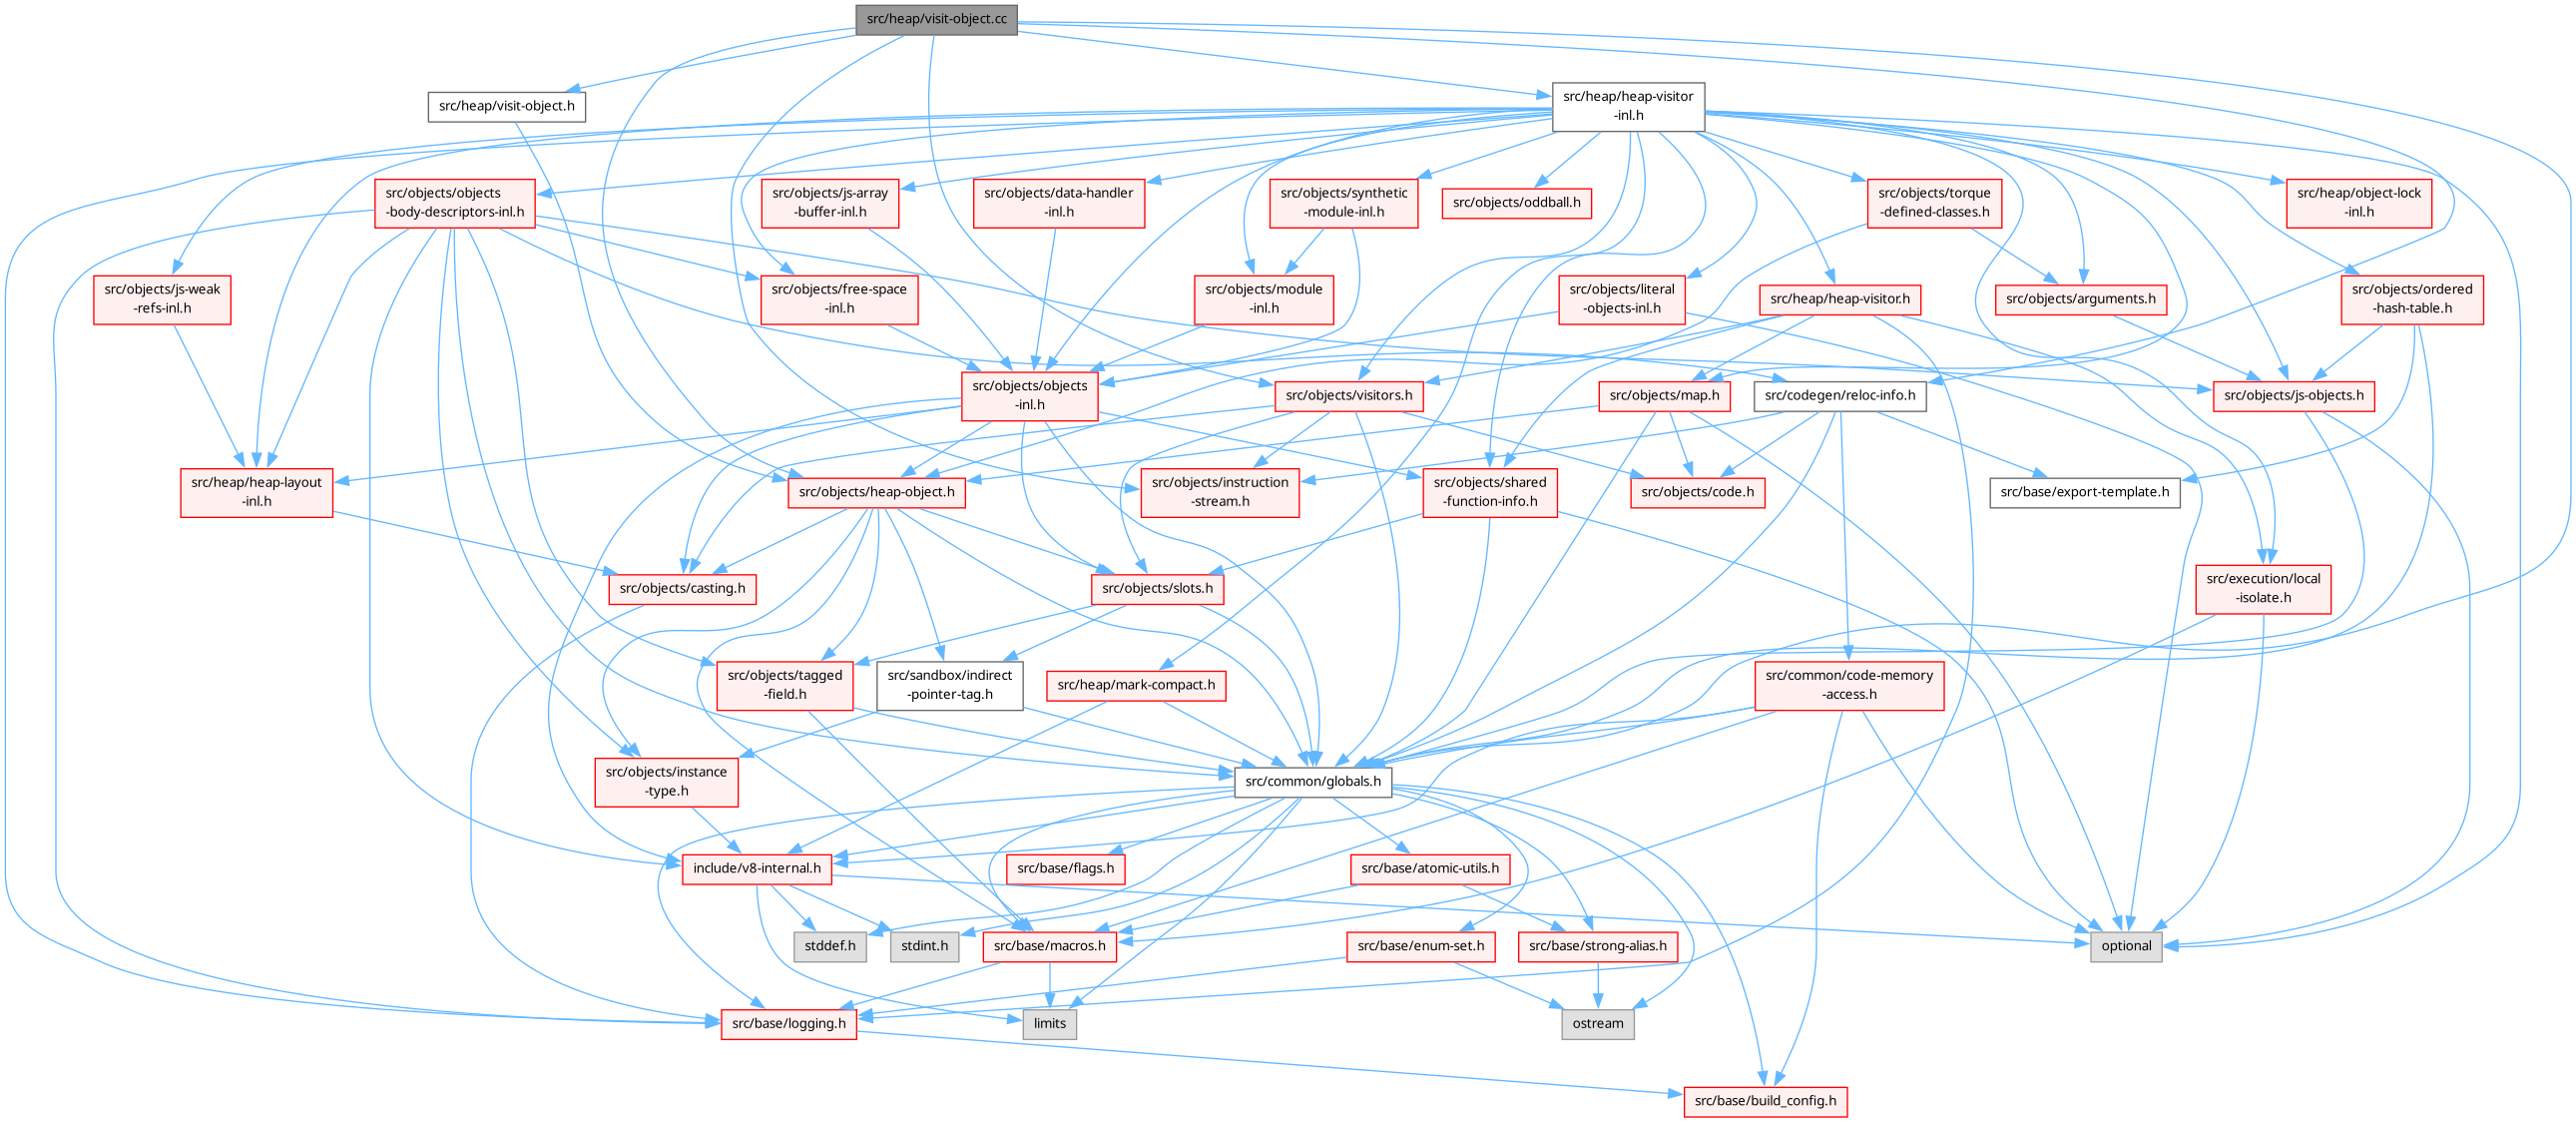 src/heap/visit-object.cc
src/heap/visit-object.h
src/heap/heap-visitor
-inl.h
src/objects/objects
-body-descriptors-inl.h
src/objects/js-array
-buffer-inl.h
src/objects/data-handler
-inl.h
src/objects/synthetic
-module-inl.h
src/objects/oddball.h
src/objects/torque
-defined-classes.h
src/heap/object-lock
-inl.h
src/objects/js-weak
-refs-inl.h
src/objects/free-space
-inl.h
src/objects/module
-inl.h
src/objects/literal
-objects-inl.h
src/heap/heap-visitor.h
src/objects/arguments.h
src/objects/ordered
-hash-table.h
src/objects/objects
-inl.h
src/objects/visitors.h
src/objects/map.h
src/codegen/reloc-info.h
src/objects/js-objects.h
src/heap/heap-layout
-inl.h
src/objects/heap-object.h
src/objects/instruction
-stream.h
src/objects/shared
-function-info.h
src/objects/code.h
src/base/export-template.h
src/objects/casting.h
src/objects/slots.h
src/execution/local
-isolate.h
src/objects/tagged
-field.h
src/sandbox/indirect
-pointer-tag.h
src/heap/mark-compact.h
src/common/code-memory
-access.h
src/objects/instance
-type.h
src/common/globals.h
include/v8-internal.h
src/base/flags.h
src/base/atomic-utils.h
stddef.h
stdint.h
src/base/macros.h
src/base/enum-set.h
src/base/strong-alias.h
optional
src/base/logging.h
limits
ostream
src/base/build_config.h